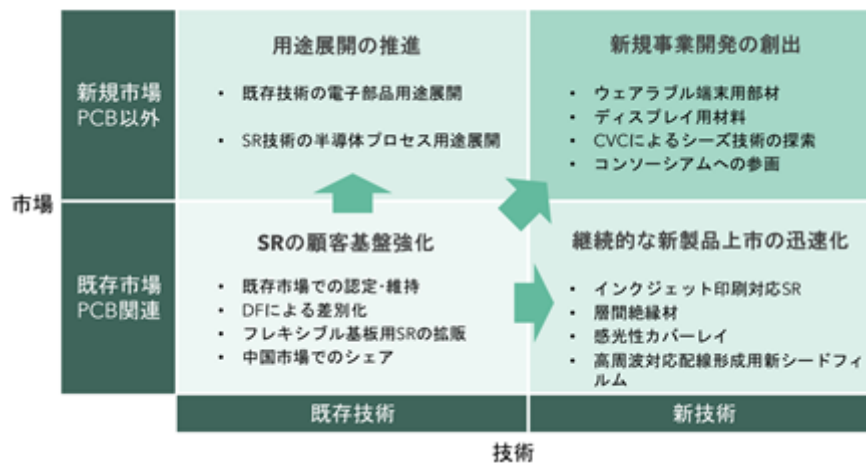 用途展開の推進
• 既存技術の電子部品用途展開
• SR技術の半導体プロセス用途展開
新規事業開発の創出
• ウェアラブル端末用部材
• ディスプレイ用材料
• CVCによるシーズ技術の探索
• コンソーシアムへの参画
新規市場
PCB以外
市場
既存市場
PCB関連
SRの顧客基盤強化
• 既存市場での認定・維持
• DFによる差別化
• フレキシブル基板用SRの拡販
• 中国市場でのシェア
継続的な新製品上市の迅速化
• インクジェット印刷対応SR
• 層間絶縁材
• 感光性カバーレイ
• 高周波対応配線形成用新シードフィ
ルム
既存技術
新技術
技術